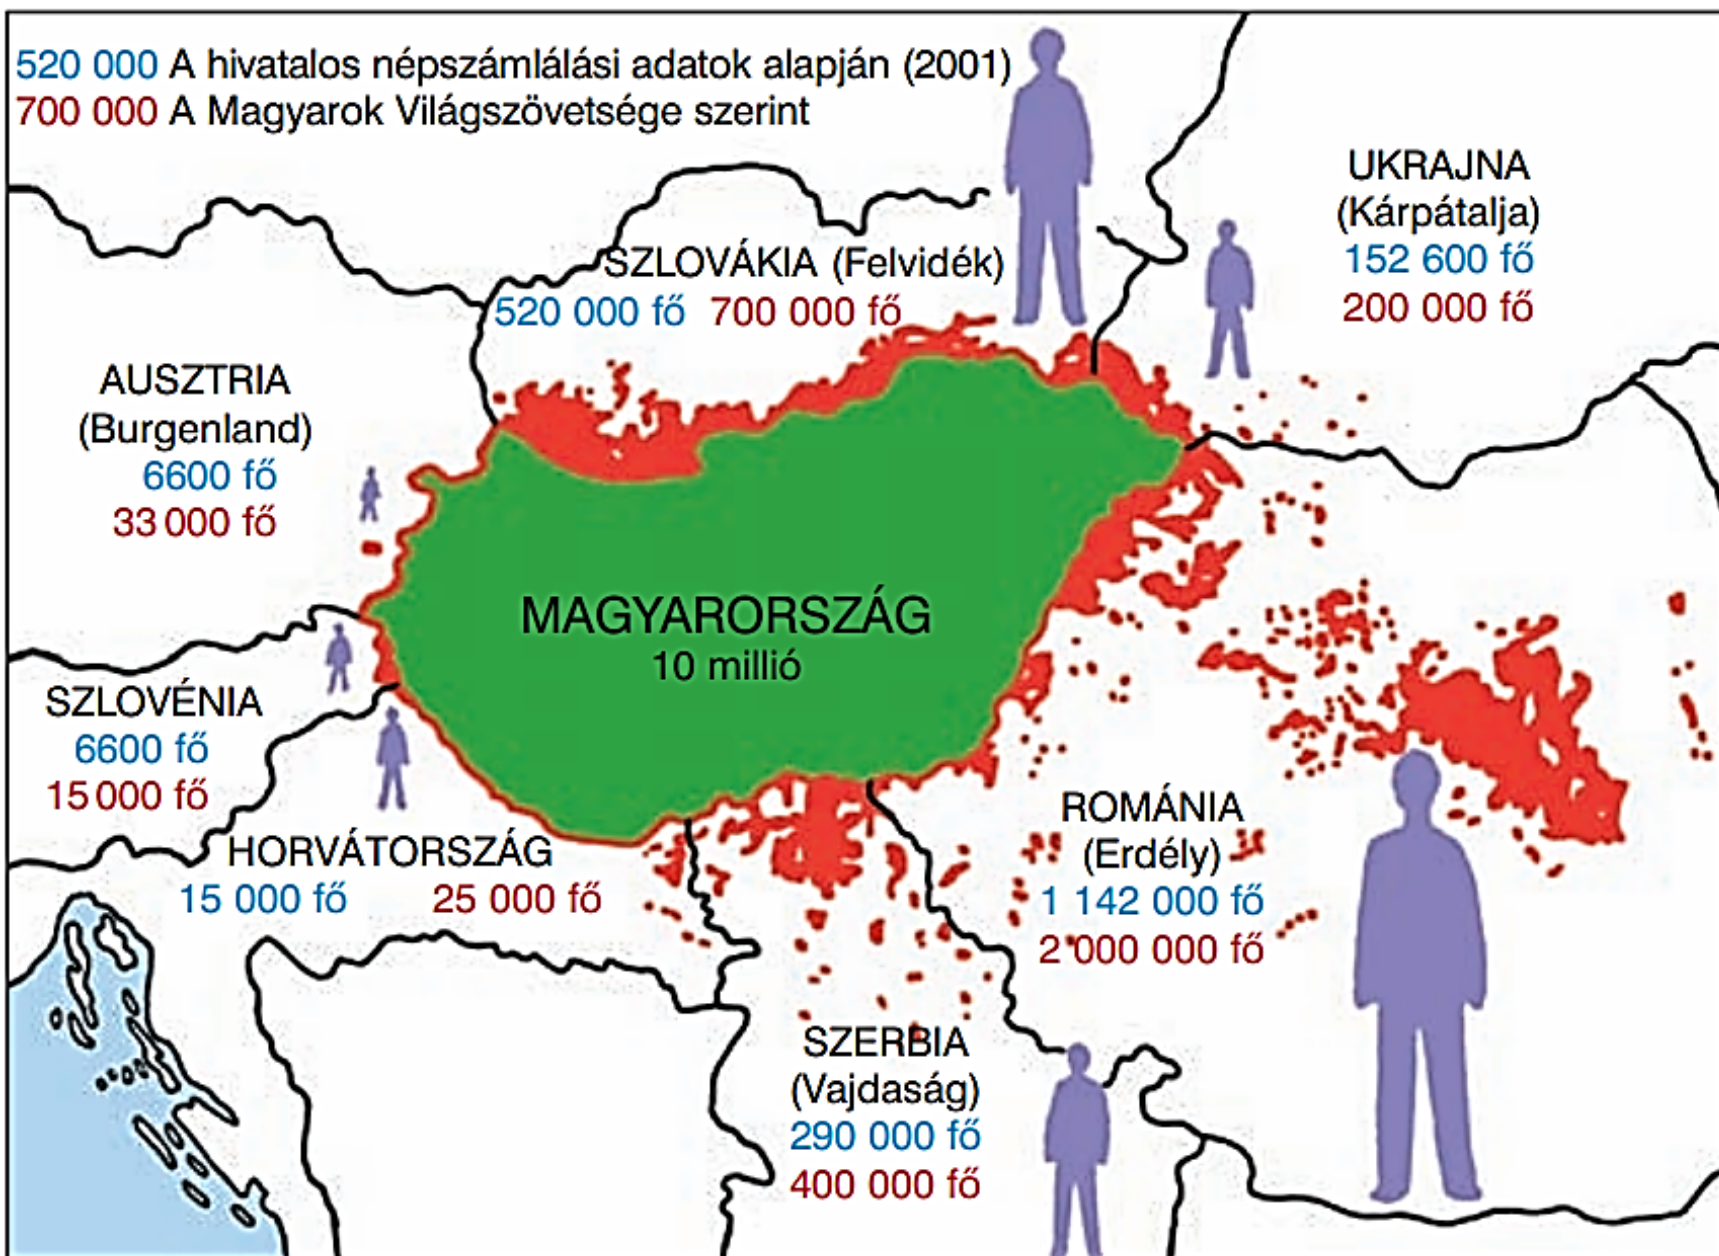 520 000 A hivatalos népszámlálási adatok alapján (2001)
700 000 A Magyarok Világszövetsége szerint
UKRAJNA
(Kárpátalja)
152 600 fő
200 000 fő
SZLOVÁKIA (Felvidék)
520 000 fő 700 000 fő
AUSZTRIA
(Burgenland)
6600 fő
33 000 fő
MAGYARORSZÁG
10 millió
SZLOVÉNIA
6600 fő
15 000 fő
HORVÁTORSZÁG
15 000 fő 25 000 fő
ROMÁNIA
(Erdély)
1 142 000 fő
2 000 000 fő
SZERBIA
(Vajdaság)
290 000 fő
400 000 fő